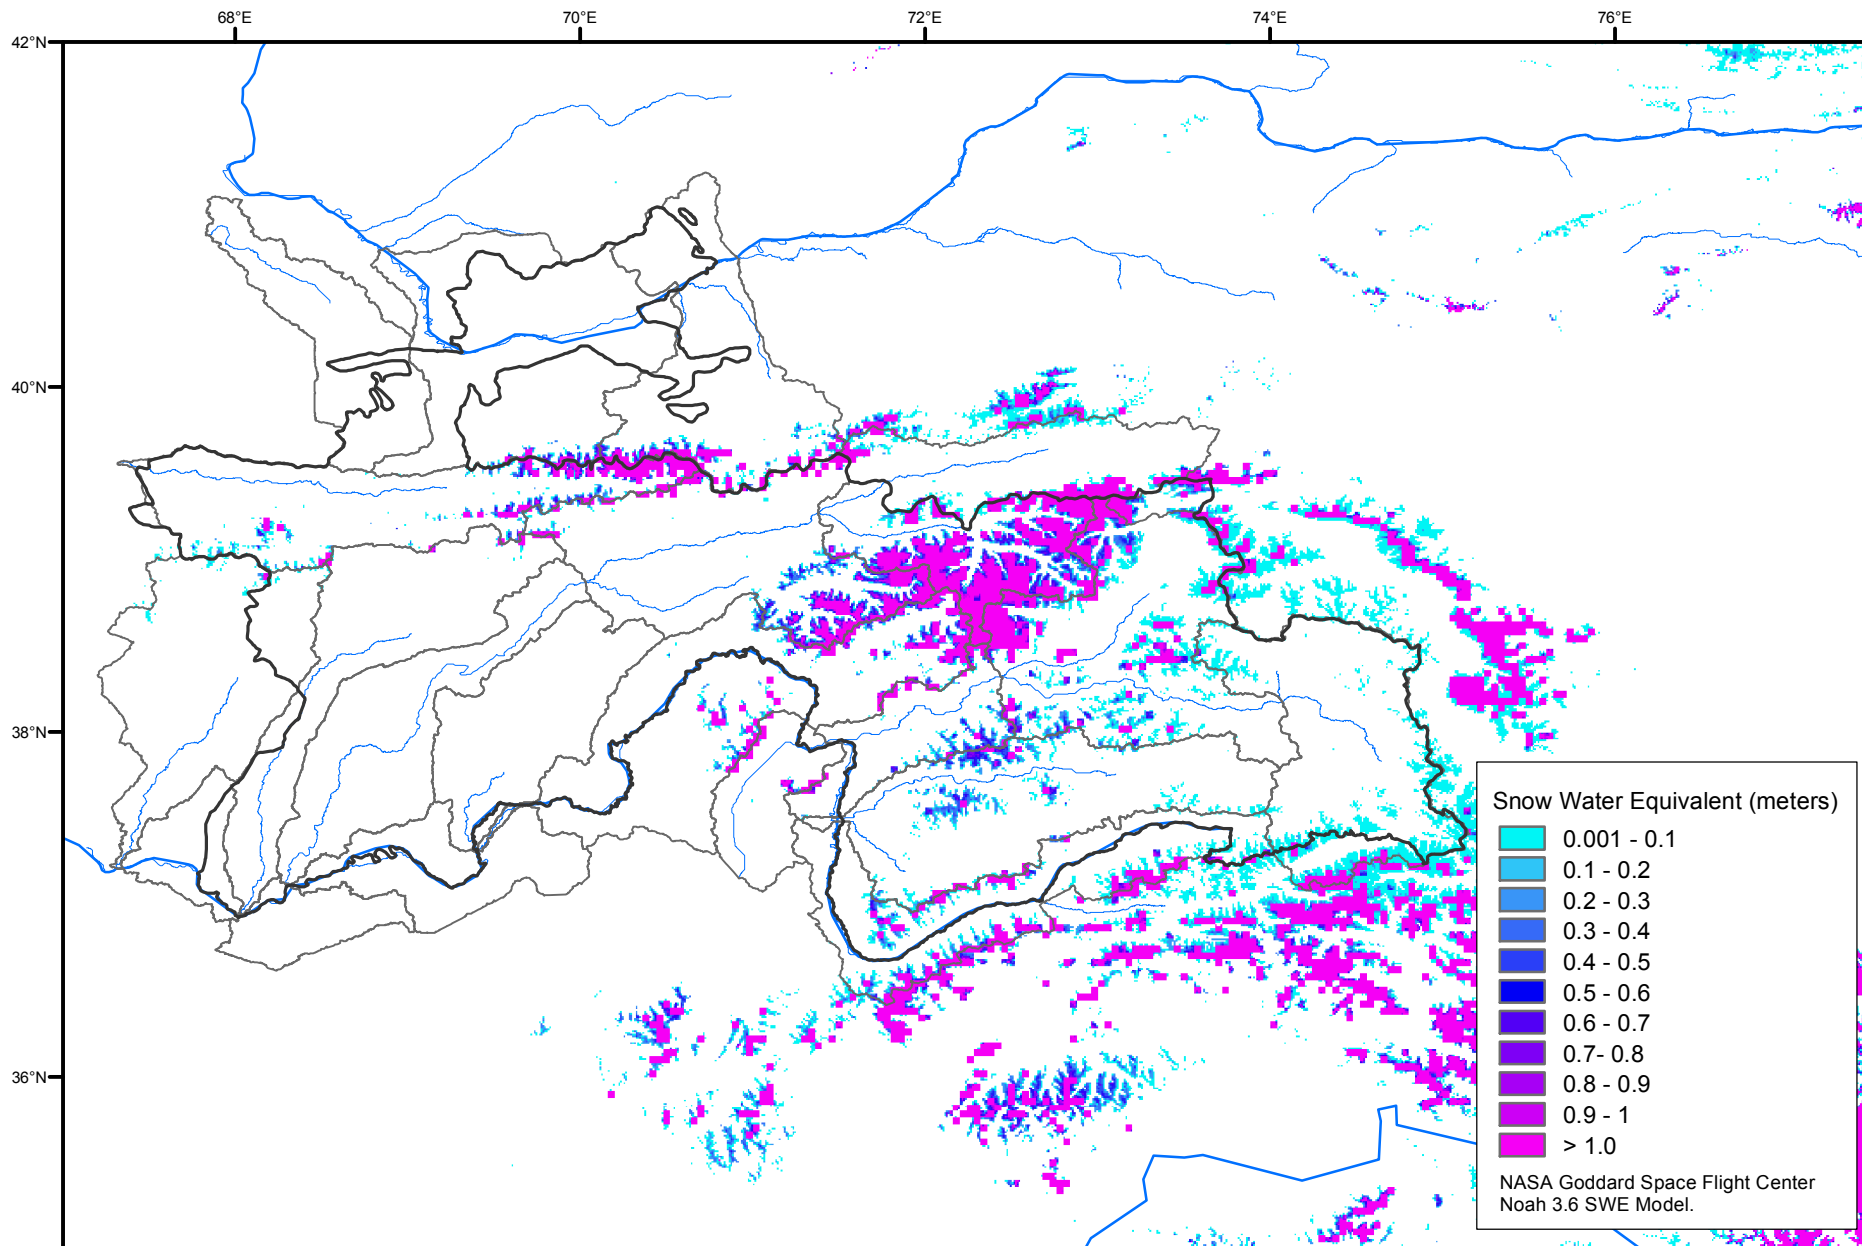 68°E
70°E
72°E
74°E
76°E
42°N
40°N
38°N
36°N
Snow Water Equivalent (meters)
0.001 - 0.1
0.1 - 0.2
0.2 - 0.3
0.3 - 0.4
0.4 - 0.5
0.5 - 0.6
0.6 - 0.7
0.7- 0.8
0.8 - 0.9
0.9 - 1
> 1.0
NASA Goddard Space Flight Center
Noah 3.6 SWE Model.